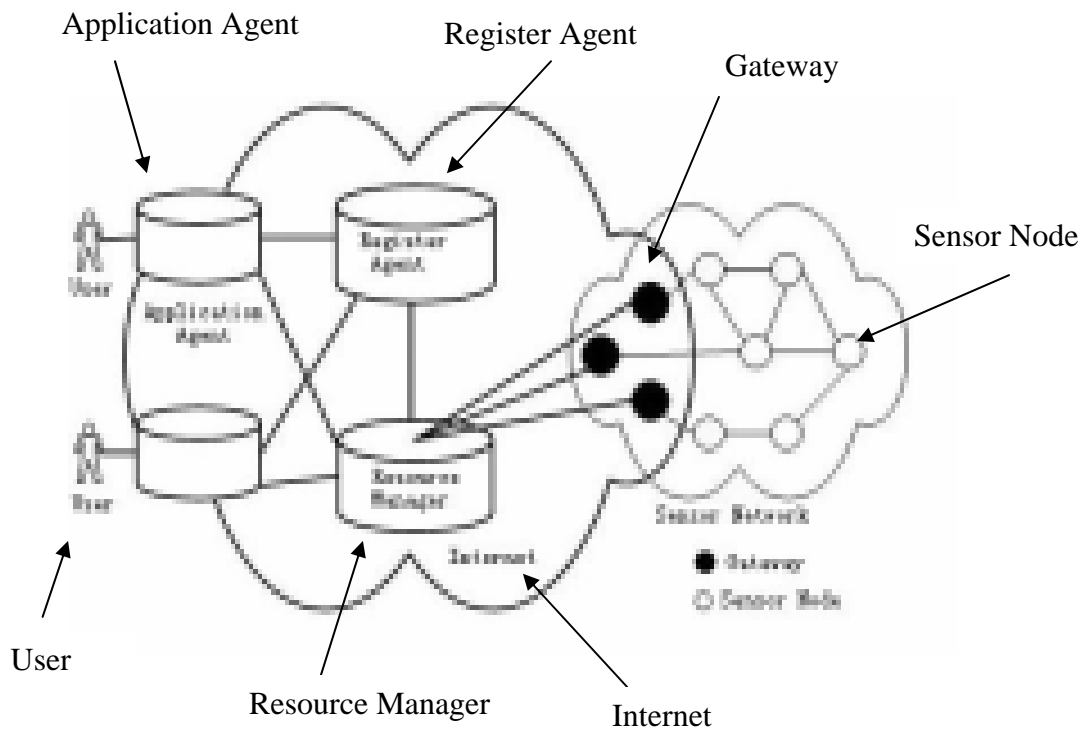 Application Agent
Register Agent
Gateway
Sensor Node
Register
Agent
User
Application
Agent
User
Resource
Manager
Internet
Sensor Network
Gateway
Sensor Node
User
Resource Manager
Internet